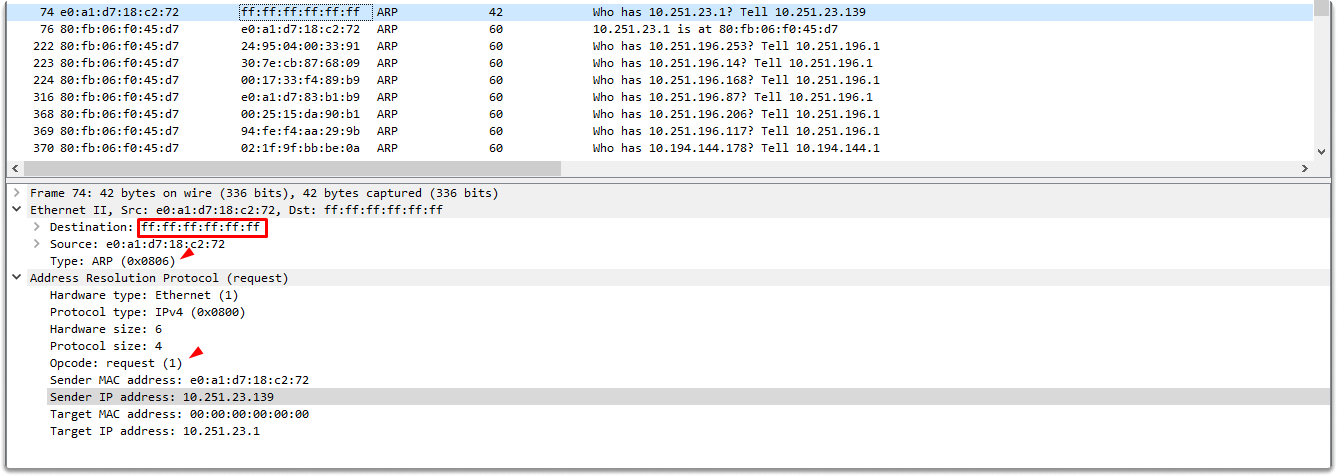 74 e0:a1:d7:18:c2:72 ff:ff:ff:ff:ff:ff ARP 42 Who has 10.251.23.1? Tell 10.251.23.139
76 80:fb:06:f0:45:d7 e0:a1:d7:18:c2:72 ARP 60 10.251.23.1 is at 80:fb:06:f0:45:d7
222 80:fb:06:f0:45:d7 24:95:04:00:33:91 ARP 60 Who has 10.251.196.253? Tell 10.251.196.1
223 80:fb:06:f0:45:d7 30:7e:cb:87:68:09 ARP 60 Who has 10.251.196.14? Tell 10.251.196.1
224 80:fb:06:f0:45:d7 00:17:33:f4:89:b9 ARP 60 Who has 10.251.196.168? Tell 10.251.196.1
316 80:fb:06:f0:45:d7 e0:a1:d7:83:b1:b9 ARP 60 Who has 10.251.196.87? Tell 10.251.196.1
368 80:fb:06:f0:45:d7 00:25:15:da:90:b1 ARP 60 Who has 10.251.196.206? Tell 10.251.196.1
369 80:fb:06:f0:45:d7 94:fe:f4:aa:29:9b ARP 60 Who has 10.251.196.117? Tell 10.251.196.1
370 80:fb:06:f0:45:d7 02:1f:9f:bb:be:0a ARP 60 Who has 10.194.144.178? Tell 10.194.144.1
Frame 74: 42 bytes on wire (336 bits), 42 bytes captured (336 bits)
Ethernet II, Src: e0:a1:d7:18:c2:72, Dst: ff:ff:ff:ff:ff:ff
Destination: ff:ff:ff:ff:ff:ff
Source: e0:a1:d7:18:c2:72
Type: ARP (0x0806)
Address Resolution Protocol (request)
Hardware type: Ethernet (1)
Protocol type: IPv4 (0x0800)
Hardware size: 6
Protocol size: 4
Opcode: request (1)
Sender MAC address: e0:a1:d7:18:c2:72
Sender IP address: 10.251.23.139
Target MAC address: 00:00:00:00:00:00
Target IP address: 10.251.23.1